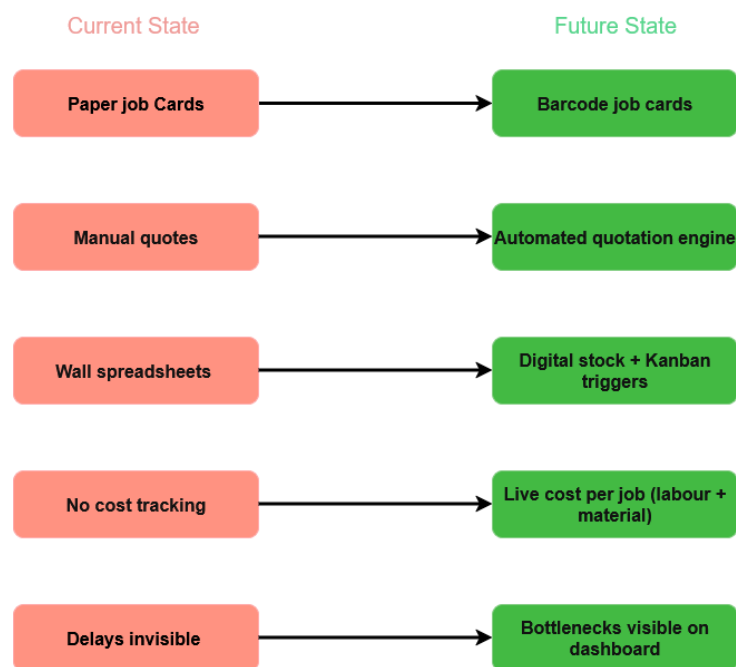 Current State
Future State
Paper job Cards
Barcode job cards
Manual quotes
Automated quotation engine
Wall spreadsheets
Digital stock + Kanban
triggers
No cost tracking
Live cost per job (labour +
material)
Delays invisible
Bottlenecks visible on
dashboard